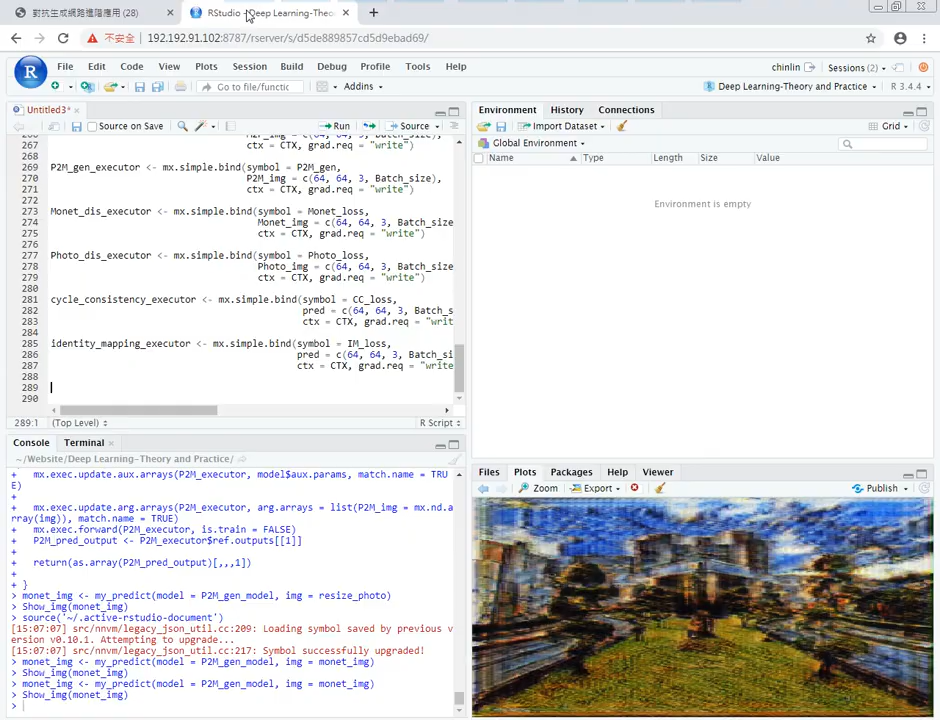 對抗生成網路進階應用 (28)
RStudio - Deep Learning-Theo
不安全
192.192.91.102:8787/rserver/s/d5de889857cd5d9ebad69/
File Edit Code View Plots Session Build Debug Profile Tools Help
chinlin Sessions (2)
Go to file/functic Addins
Deep Learning-Theory and Practice R 3.4.4
Untitled3*
Source on Save Run Source
267 ctx = CTX, grad.req = "write")
268
269 P2M_gen_executor <- mx.simple.bind(symbol = P2M_gen,
270 P2M_img = c(64, 64, 3, Batch_size),
271 ctx = CTX, grad.req = "write")
272
273 Monet_dis_executor <- mx.simple.bind(symbol = Monet_loss,
274 Monet_img = c(64, 64, 3, Batch_size
275 ctx = CTX, grad.req = "write")
276
277 Photo_dis_executor <- mx.simple.bind(symbol = Photo_loss,
278 Photo_img = c(64, 64, 3, Batch_size
279 ctx = CTX, grad.req = "write")
280
281 cycle_consistency_executor <- mx.simple.bind(symbol = CC_loss,
282 pred = c(64, 64, 3, Batch_s
283 ctx = CTX, grad.req = "writ
284
285 identity_mapping_executor <- mx.simple.bind(symbol = IM_loss,
286 pred = c(64, 64, 3, Batch_si
287 ctx = CTX, grad.req = "write
288
289
290
289:1 (Top Level) R Script
Console Terminal
~/Website/Deep Learning-Theory and Practice/
+ mx.exec.update.aux.arrays(P2M_executor, model$aux.params, match.name = TRU
E)
+
+ mx.exec.update.arg.arrays(P2M_executor, arg.arrays = list(P2M_img = mx.nd.a
rray(img)), match.name = TRUE)
+ mx.exec.forward(P2M_executor, is.train = FALSE)
+ P2M_pred_output <- P2M_executor$ref.outputs[[1]]
+
+ return(as.array(P2M_pred_output)[,,,1])
+
+ }
> monet_img <- my_predict(model = P2M_gen_model, img = resize_photo)
> Show_img(monet_img)
> source('~/.active-rstudio-document')
[15:07:07] src/nnvm/legacy_json_util.cc:209: Loading symbol saved by previous v
ersion v0.10.1. Attempting to upgrade...
[15:07:07] src/nnvm/legacy_json_util.cc:217: Symbol successfully upgraded!
> monet_img <- my_predict(model = P2M_gen_model, img = monet_img)
> Show_img(monet_img)
> monet_img <- my_predict(model = P2M_gen_model, img = monet_img)
> Show_img(monet_img)
>
Environment History Connections
Import Dataset Grid
Global Environment
Name Type Length Size Value
Environment is empty
Files Plots Packages Help Viewer
Zoom Export Publish